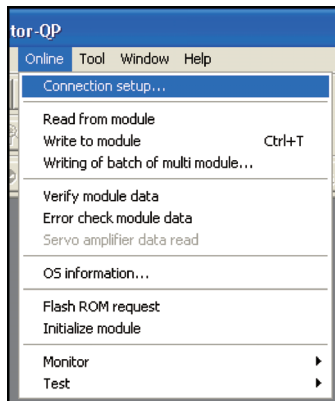 tor-QP
Online Tool Window Help
Connection setup...
Read from module
Write to module Ctrl+T
Writing of batch of multi module...
Verify module data
Error check module data
Servo amplifier data read
OS information...
Flash ROM request
Initialize module
Monitor
Test